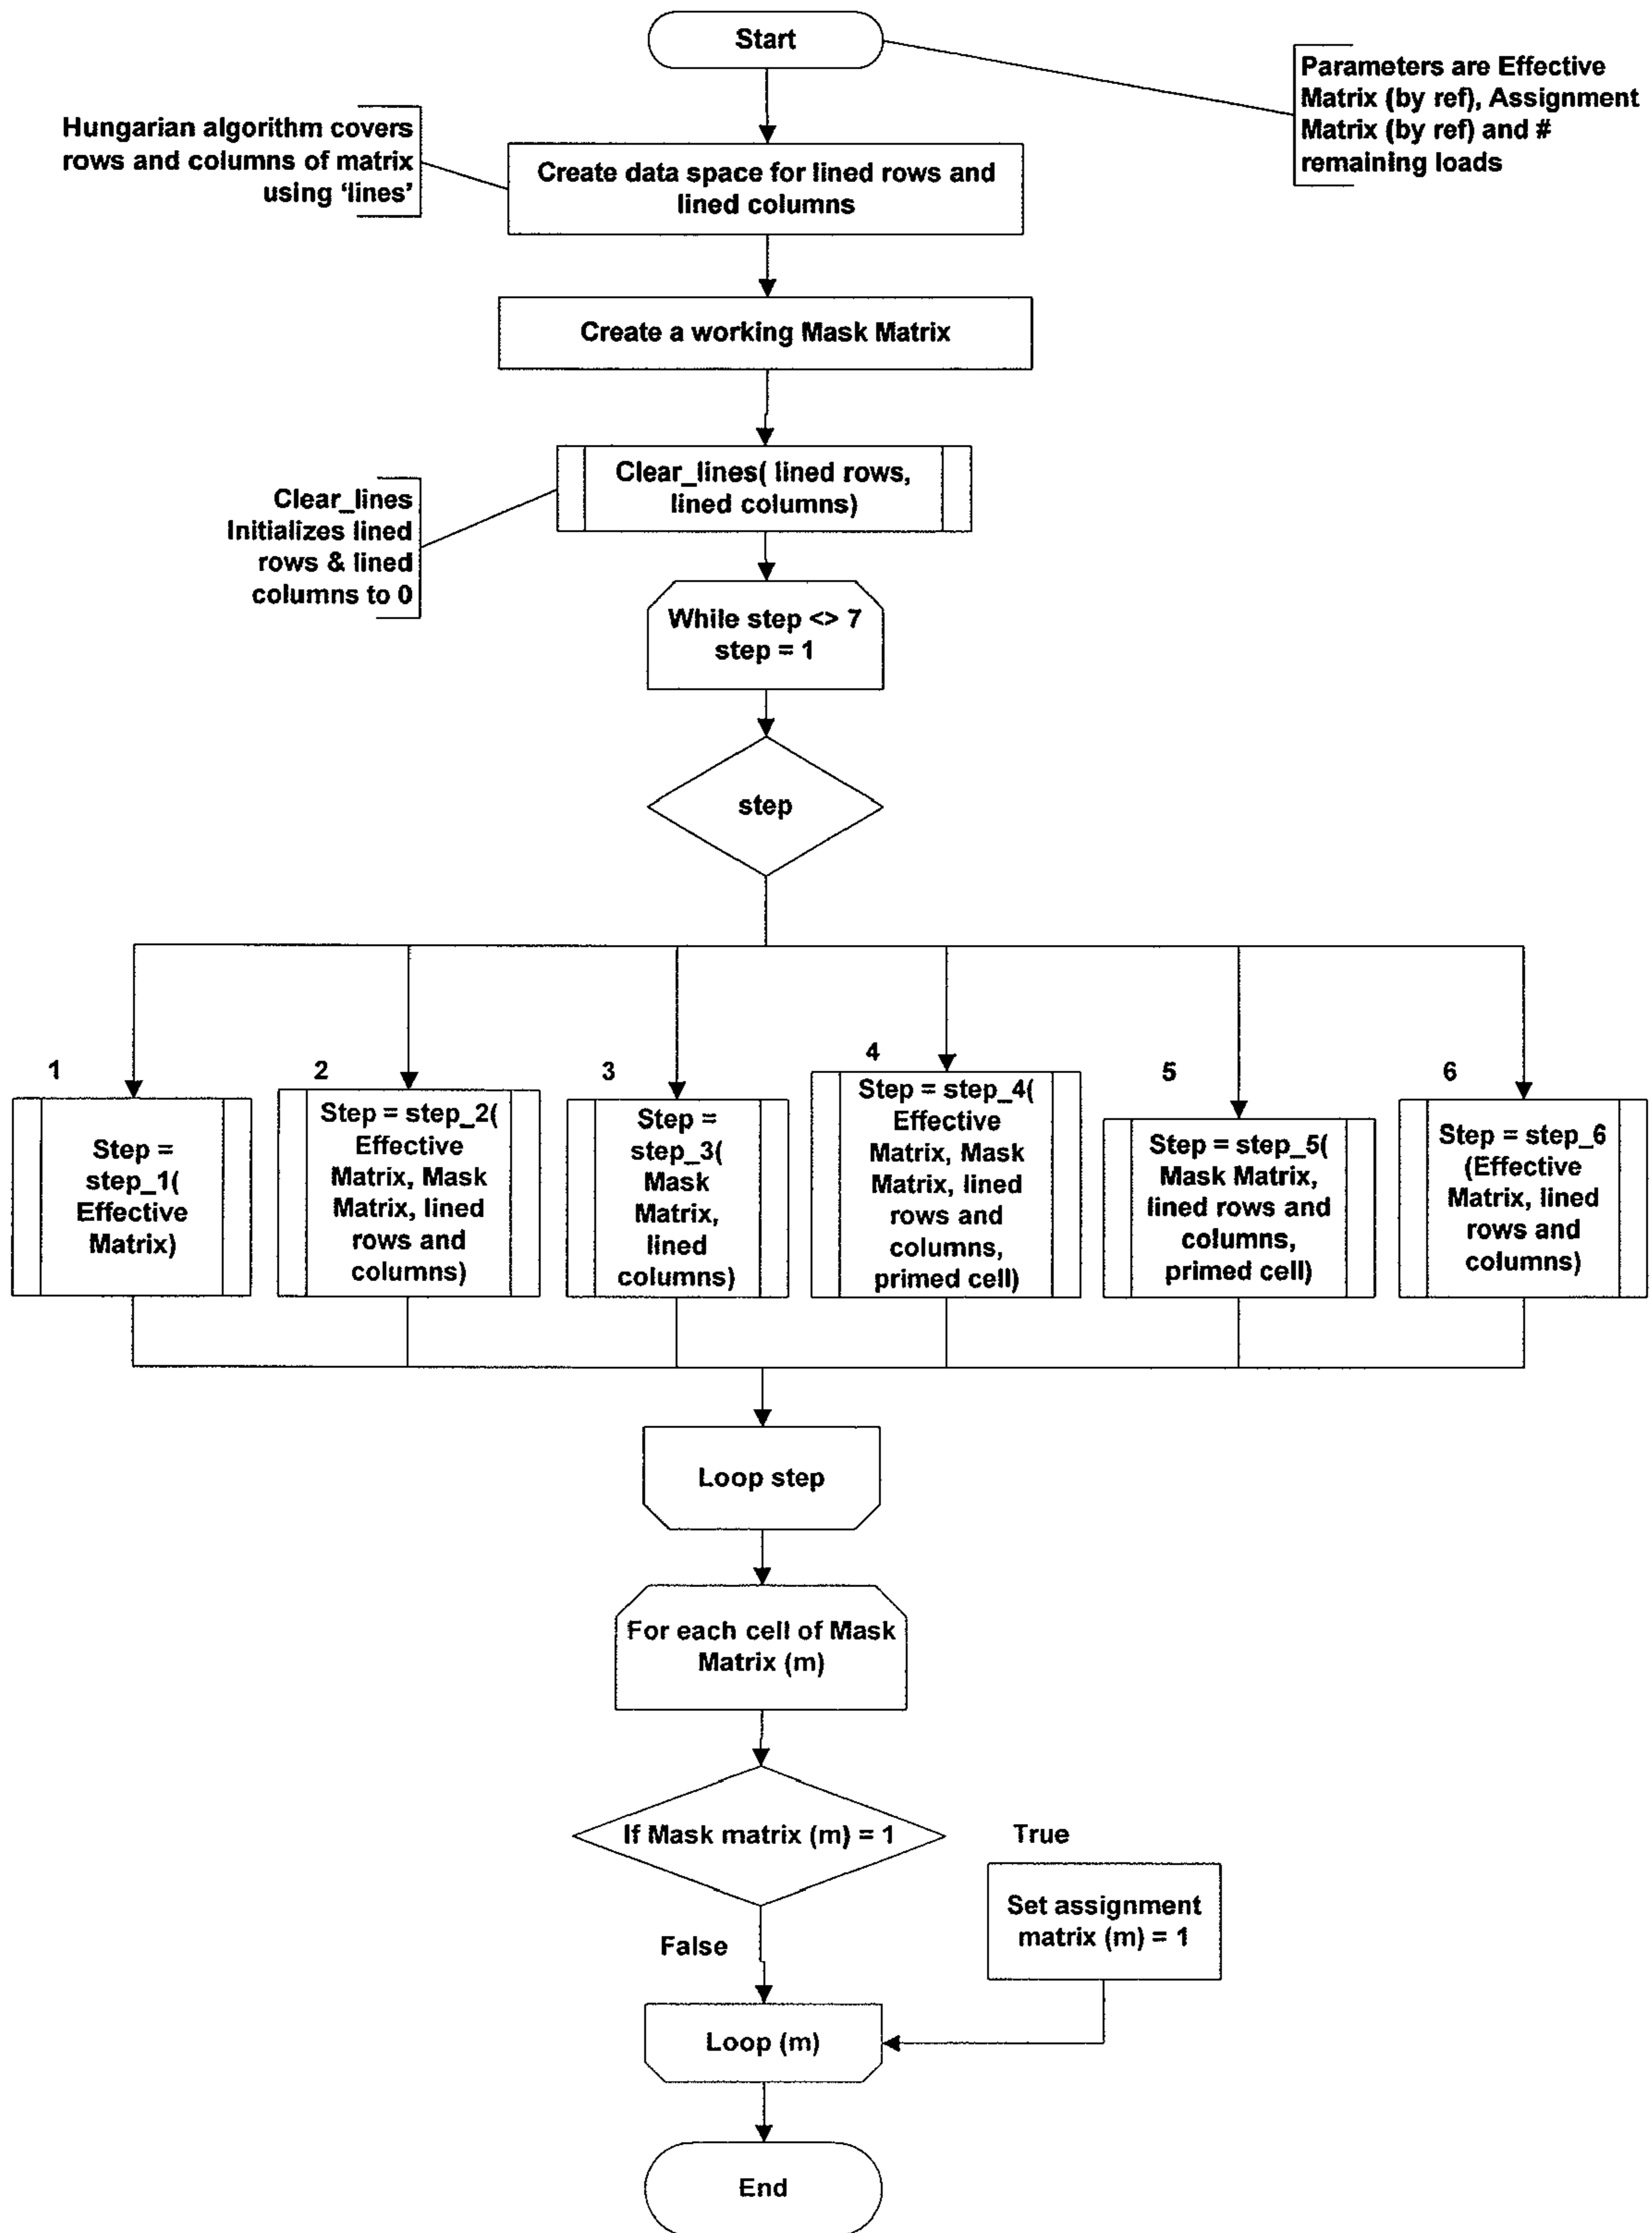 Start
Parameters are Effective
Matrix (by ref), Assignment
Matrix (by ref) and #
remaining loads
Hungarian algorithm covers
rows and columns of matrix
using ‘lines’
Create data space for lined rows and
lined columns
Create a working Mask Matrix
Clear_lines( lined rows,
lined columns)
Clear_lines
Initializes lined
rows & lined
columns to 0
While step <> 7
step = 1
step
1
Step =
step_1(
Effective
Matrix)
2
Step = step_2(
Effective
Matrix, Mask
Matrix, lined
rows and
columns)
3
Step =
step_3(
Mask
Matrix,
lined
columns)
4
Step = step_4(
Effective
Matrix, Mask
Matrix, lined
rows and
columns,
primed cell)
5
Step = step_5(
Mask Matrix,
lined rows and
columns,
primed cell)
6
Step = step_6
(Effective
Matrix, lined
rows and
columns)
Loop step
For each cell of Mask
Matrix (m)
If Mask matrix (m) = 1
True
Set assignment
matrix (m) = 1
False
Loop (m)
End